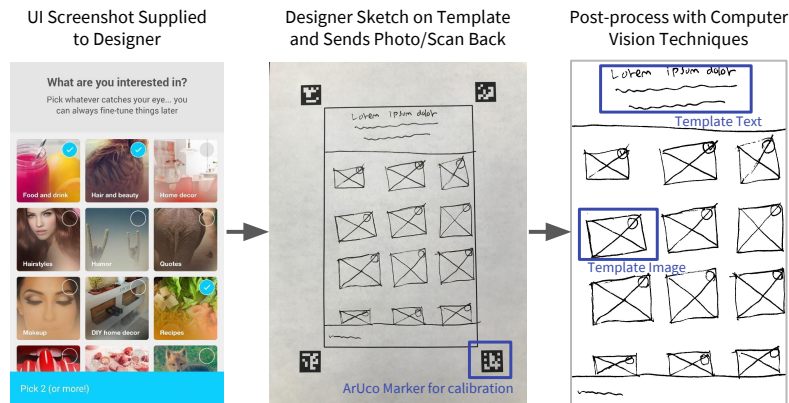 UI Screenshot Supplied
to Designer
Designer Sketch on Template
and Sends Photo/Scan Back
Post-process with Computer
Vision Techniques
What are you interested in?
Pick whatever catches your eye... you
can always fine-tune things later
Food and drink
Hair and beauty
Home decor
Hairstyles
Humor
Quotes
Makeup
DIY home decor
Recipes
Pick 2 (or more!)
Lorem ipsum dolor
ArUco Marker for calibration
Lorem ipsum dolor
Template Text
Template Image